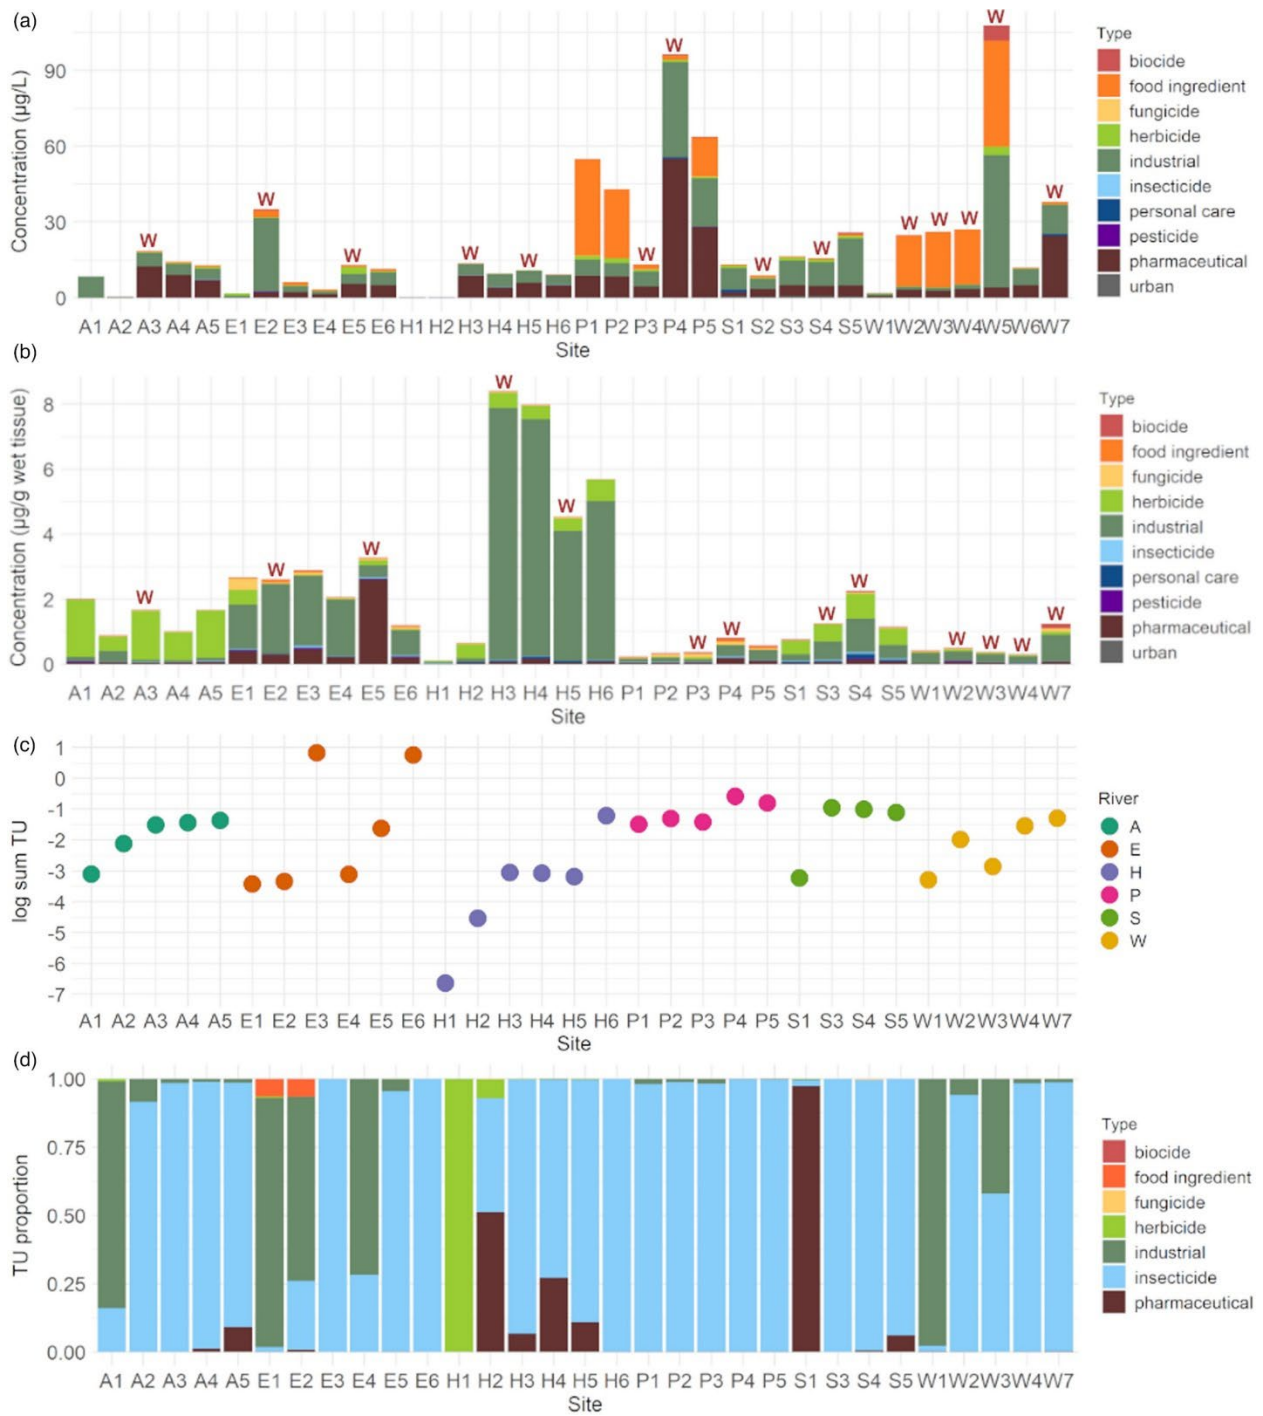 (a)
W W W W W W W W W W W W W W
Concentration (µg/L)
90
60
30
0
A1 A2 A3 A4 A5 E1 E2 E3 E4 E5 E6 H1 H2 H3 H4 H5 H6 P1 P2 P3 P4 P5 S1 S2 S3 S4 S5 W1 W2 W3 W4 W5 W6 W7
Site
Type
biocide
food ingredient
fungicide
herbicide
industrial
insecticide
personal care
pesticide
pharmaceutical
urban
(b)
W W W W W W W W W W W W W
Concentration (µg/g wet tissue)
8
6
4
2
0
A1 A2 A3 A4 A5 E1 E2 E3 E4 E5 E6 H1 H2 H3 H4 H5 H6 P1 P2 P3 P4 P5 S1 S3 S4 S5 W1 W2 W3 W4 W7
Site
Type
biocide
food ingredient
fungicide
herbicide
industrial
insecticide
personal care
pesticide
pharmaceutical
urban
(c)
log sum TU
1
0
-1
-2
-3
-4
-5
-6
-7
A1 A2 A3 A4 A5 E1 E2 E3 E4 E5 E6 H1 H2 H3 H4 H5 H6 P1 P2 P3 P4 P5 S1 S3 S4 S5 W1 W2 W3 W4 W7
Site
River
A
E
H
P
S
W
(d)
TU proportion
1.00
0.75
0.50
0.25
0.00
A1 A2 A3 A4 A5 E1 E2 E3 E4 E5 E6 H1 H2 H3 H4 H5 H6 P1 P2 P3 P4 P5 S1 S3 S4 S5 W1 W2 W3 W4 W7
Site
Type
biocide
food ingredient
fungicide
herbicide
industrial
insecticide
pharmaceutical